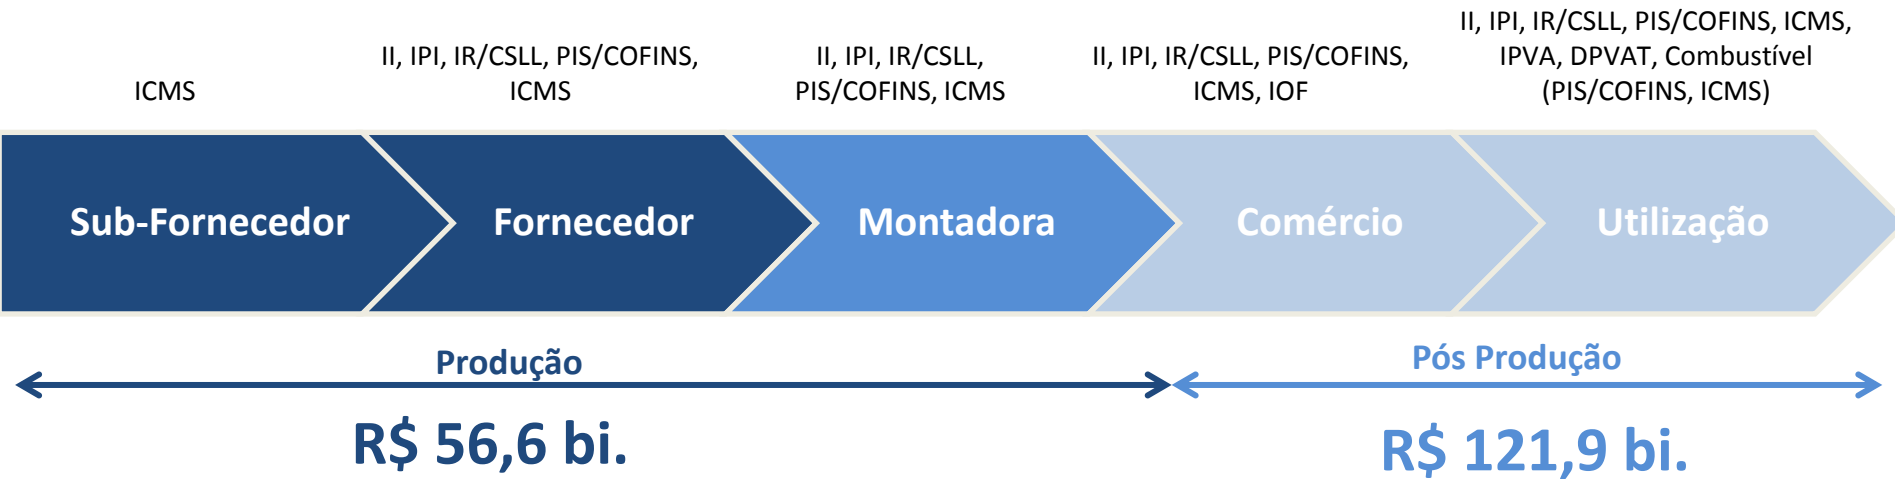 ICMS
II, IPI, IR/CSLL, PIS/COFINS,
ICMS
II, IPI, IR/CSLL,
PIS/COFINS, ICMS
II, IPI, IR/CSLL, PIS/COFINS,
ICMS, IOF
II, IPI, IR/CSLL, PIS/COFINS, ICMS,
IPVA, DPVAT, Combustível
(PIS/COFINS, ICMS)
Sub-Fornecedor
Fornecedor
Montadora
Comércio
Utilização
Produção
Pós Produção
R$ 56,6 bi.
R$ 121,9 bi.